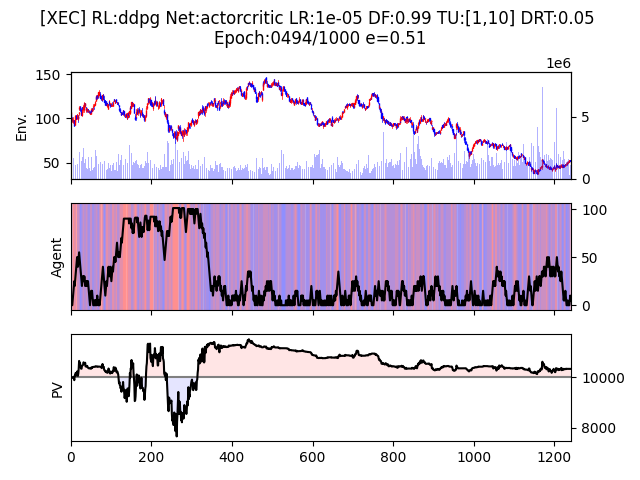 [XEC] RL:ddpg Net:actorcritic LR:1e-05 DF:0.99 TU:[1,10] DRT:0.05
Epoch:0494/1000 e=0.51
1e6
150
100
50
Env.
5
0
Agent
100
50
0
PV
10000
8000
0 200 400 600 800 1000 1200